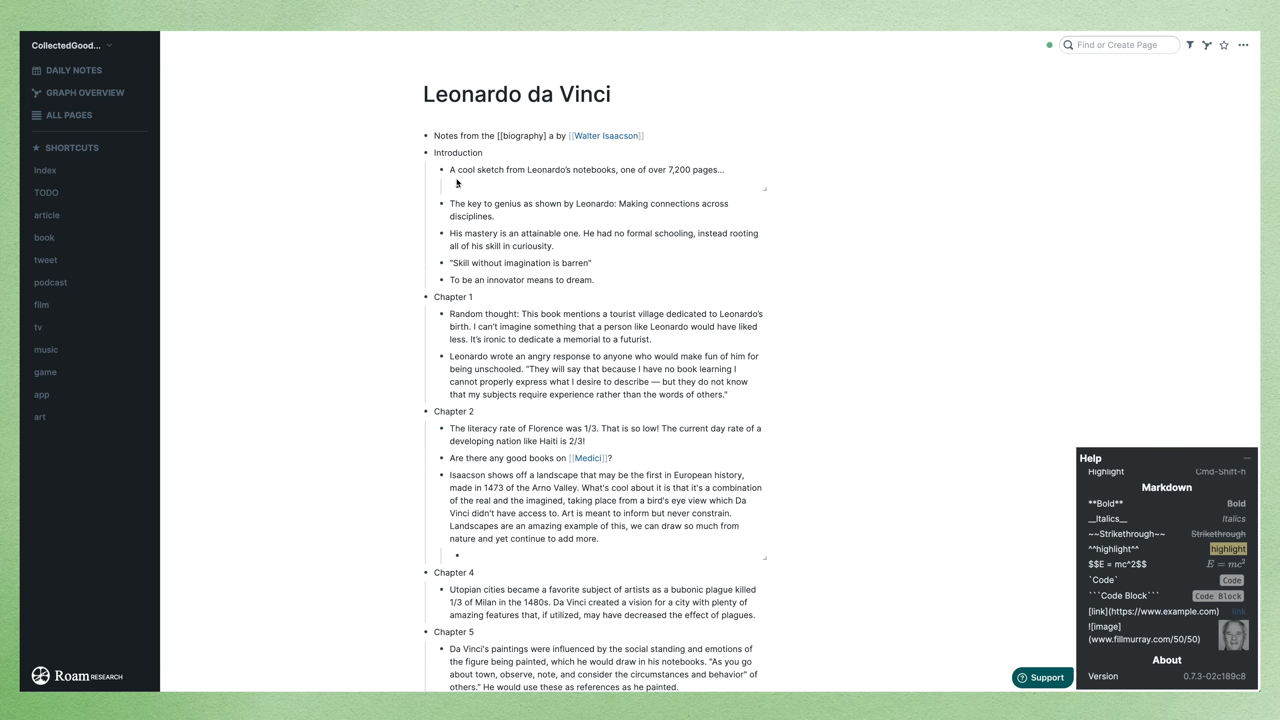 CollectedGood...
DAILY NOTES
GRAPH OVERVIEW
ALL PAGES
SHORTCUTS
Index
TODO
article
book
tweet
podcast
film
tv
music
game
app
art
Roam RESEARCH
Find or Create Page
Leonardo da Vinci
Notes from the [[biography] a by [[Walter Isaacson]]
Introduction
A cool sketch from Leonardo's notebooks, one of over 7,200 pages...
The key to genius as shown by Leonardo: Making connections across
disciplines.
His mastery is an attainable one. He had no formal schooling, instead rooting
all of his skill in curiousity.
"Skill without imagination is barren"
To be an innovator means to dream.
Chapter 1
Random thought: This book mentions a tourist village dedicated to Leonardo's
birth. I can't imagine something that a person like Leonardo would have liked
less. It's ironic to dedicate a memorial to a futurist.
Leonardo wrote an angry response to anyone who would make fun of him for
being unschooled. "They will say that because I have no book learning I
cannot properly express what I desire to describe — but they do not know
that my subjects require experience rather than the words of others."
Chapter 2
The literacy rate of Florence was 1/3. That is so low! The current day rate of a
developing nation like Haiti is 2/3!
Are there any good books on [[Medici]]?
Isaacson shows off a landscape that may be the first in European history,
made in 1473 of the Arno Valley. What's cool about it is that it's a combination
of the real and the imagined, taking place from a bird's eye view which Da
Vinci didn't have access to. Art is meant to inform but never constrain.
Landscapes are an amazing example of this, we can draw so much from
nature and yet continue to add more.
Chapter 4
Utopian cities became a favorite subject of artists as a bubonic plague killed
1/3 of Milan in the 1480s. Da Vinci created a vision for a city with plenty of
amazing features that, if utilized, may have decreased the effect of plagues.
Chapter 5
Da Vinci's paintings were influenced by the social standing and emotions of
the figure being painted, which he would draw in his notebooks. "As you go
about town, observe, note, and consider the circumstances and behavior" of
others." He would use these as references as he painted.
Support
Help
Highlight Cmd-Shift-h
Markdown
**Bold** Bold
__Italics__ Italics
~~Strikethrough~~ Strikethrough
^^highlight^^ highlight
$$E = mc^2$$ E = mc²
`Code` Code
```Code Block``` Code Block
[link](https://www.example.com) link
![image]
(www.fillmurray.com/50/50)
About
Version 0.7.3-02c189c8